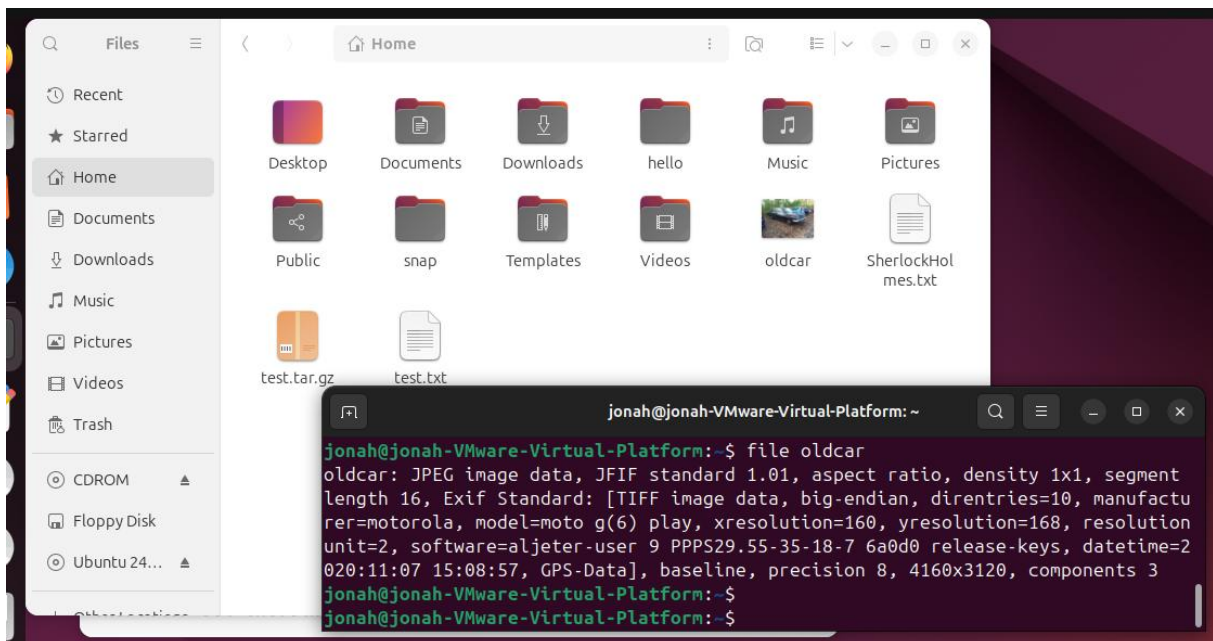 Files
Home
Recent
Starred
Home
Documents
Downloads
Music
Pictures
Videos
Trash
CDROM
Floppy Disk
Ubuntu 24...
Desktop
Documents
Downloads
hello
Music
Pictures
Public
snap
Templates
Videos
oldcar
SherlockHol
mes.txt
test.tar.gz
test.txt
jonah@jonah-VMware-Virtual-Platform: ~
jonah@jonah-VMware-Virtual-Platform:~$ file oldcar
oldcar: JPEG image data, JFIF standard 1.01, aspect ratio, density 1x1, segment
length 16, Exif Standard: [TIFF image data, big-endian, direntries=10, manufactu
rer=motorola, model=moto g(6) play, xresolution=160, yresolution=168, resolution
unit=2, software=aljeter-user 9 PPPS29.55-35-18-7 6a0d0 release-keys, datetime=2
020:11:07 15:08:57, GPS-Data], baseline, precision 8, 4160x3120, components 3
jonah@jonah-VMware-Virtual-Platform:~$
jonah@jonah-VMware-Virtual-Platform:~$